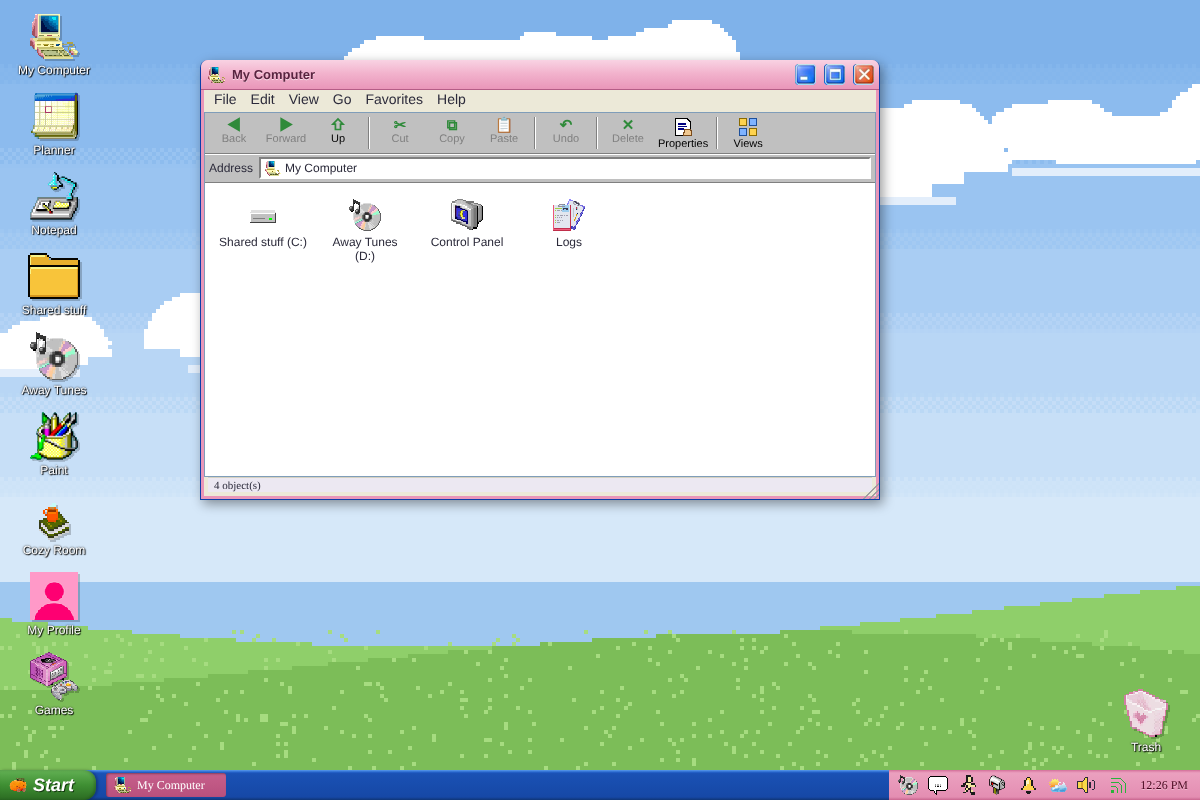 My Computer
Planner
Notepad
Shared stuff
Away Tunes
Paint
Cozy Room
My Profile
Games
My Computer
File Edit View Go Favorites Help
Back Forward Up Cut Copy Paste Undo Delete Properties Views
Address My Computer
Shared stuff (C:)
Away Tunes
(D:)
Control Panel
Logs
4 object(s)
Trash
Start
My Computer
12:26 PM